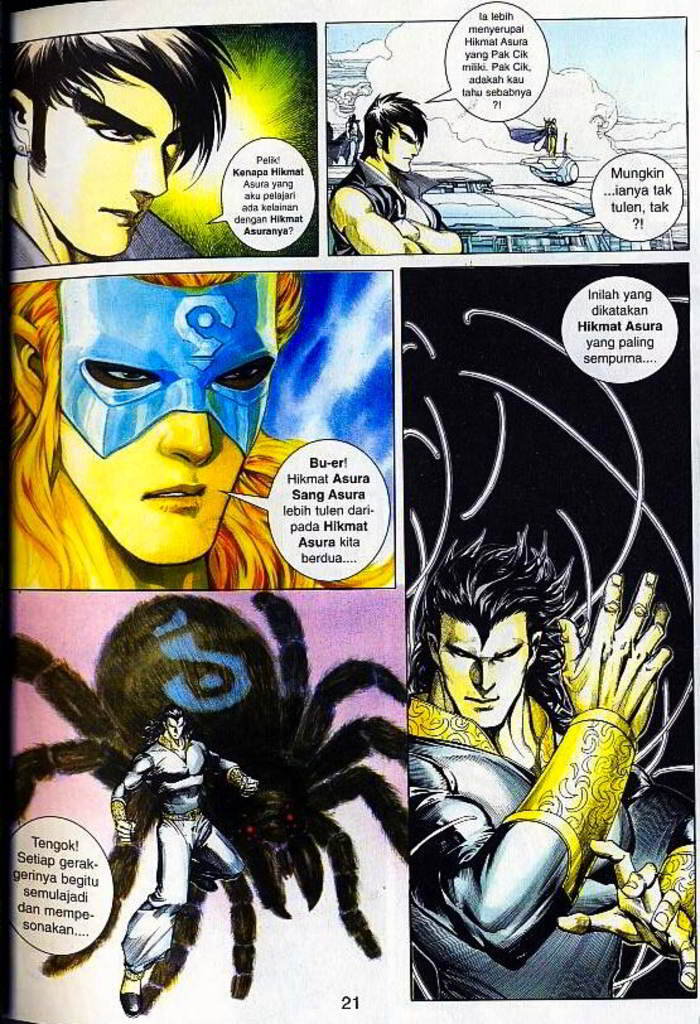 Pelik!
Kenapa Hikmat
Asura yang
aku pelajari
ada kelainan
dengan Hikmat
Asuranya?
Ia lebih
menyerupai
Hikmat Asura
yang Pak Cik
miliki. Pak Cik,
adakah kau
tahu sebabnya
?!
Mungkin
...ianya tak
tulen, tak
?!
Bu-er!
Hikmat Asura
Sang Asura
lebih tulen dari-
pada Hikmat
Asura kita
berdua....
Inilah yang
dikatakan
Hikmat Asura
yang paling
sempurna....
Tengok!
Setiap gerak-
gerinya begitu
semulajadi
dan mempe-
sonakan....
21